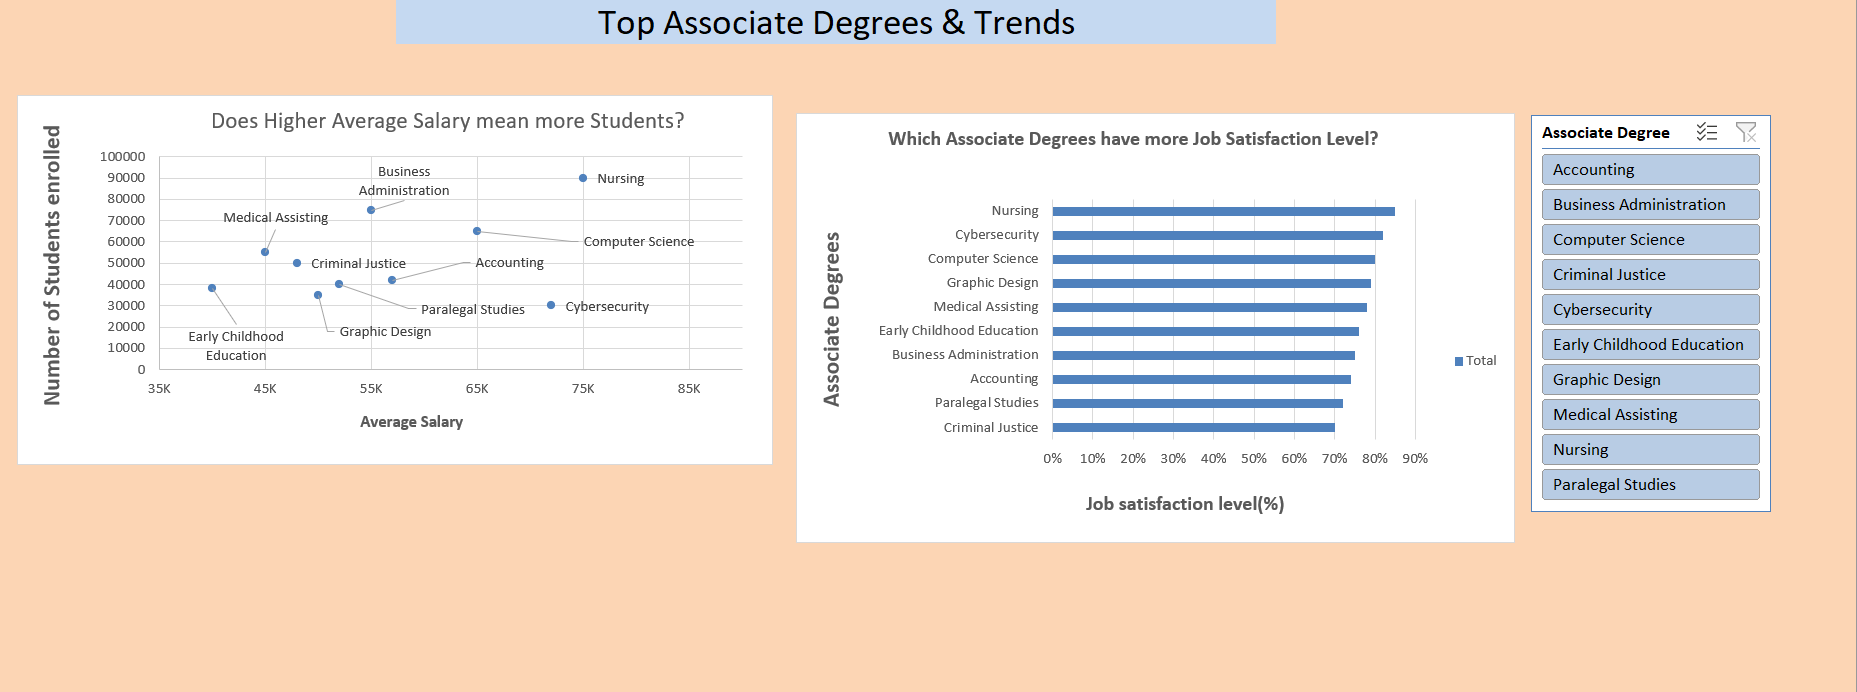 Top Associate Degrees & Trends
Does Higher Average Salary mean more Students?
Number of Students enrolled
100000
90000
80000
70000
60000
50000
40000
30000
20000
10000
0
Business
Administration
Nursing
Medical Assisting
Computer Science
Criminal Justice
Accounting
Paralegal Studies
Cybersecurity
Graphic Design
Early Childhood
Education
35K 45K 55K 65K 75K 85K
Average Salary
Which Associate Degrees have more Job Satisfaction Level?
Associate Degrees
Nursing
Cybersecurity
Computer Science
Graphic Design
Medical Assisting
Early Childhood Education
Business Administration
Accounting
Paralegal Studies
Criminal Justice
0% 10% 20% 30% 40% 50% 60% 70% 80% 90%
Job satisfaction level(%)
Total
Associate Degree
Accounting
Business Administration
Computer Science
Criminal Justice
Cybersecurity
Early Childhood Education
Graphic Design
Medical Assisting
Nursing
Paralegal Studies